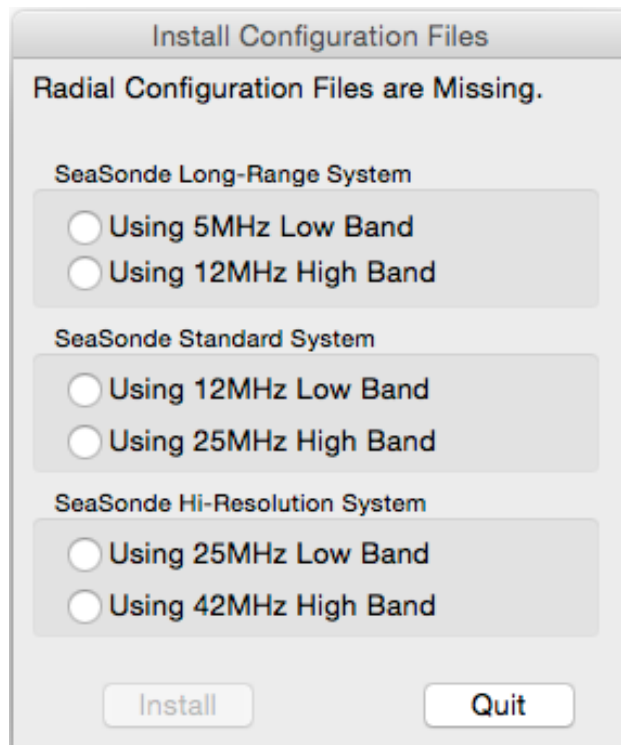 Install Configuration Files
Radial Configuration Files are Missing.
SeaSonde Long-Range System
Using 5MHz Low Band
Using 12MHz High Band
SeaSonde Standard System
Using 12MHz Low Band
Using 25MHz High Band
SeaSonde Hi-Resolution System
Using 25MHz Low Band
Using 42MHz High Band
Install
Quit